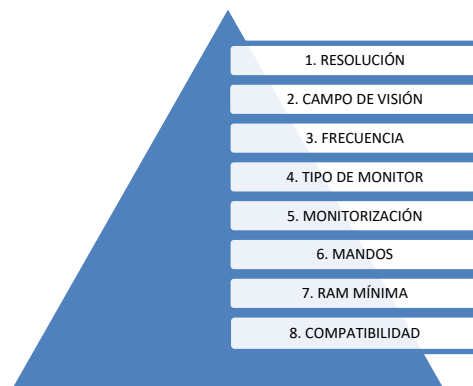 1. RESOLUCIÓN
2. CAMPO DE VISIÓN
3. FRECUENCIA
4. TIPO DE MONITOR
5. MONITORIZACIÓN
6. MANDOS
7. RAM MÍNIMA
8. COMPATIBILIDAD